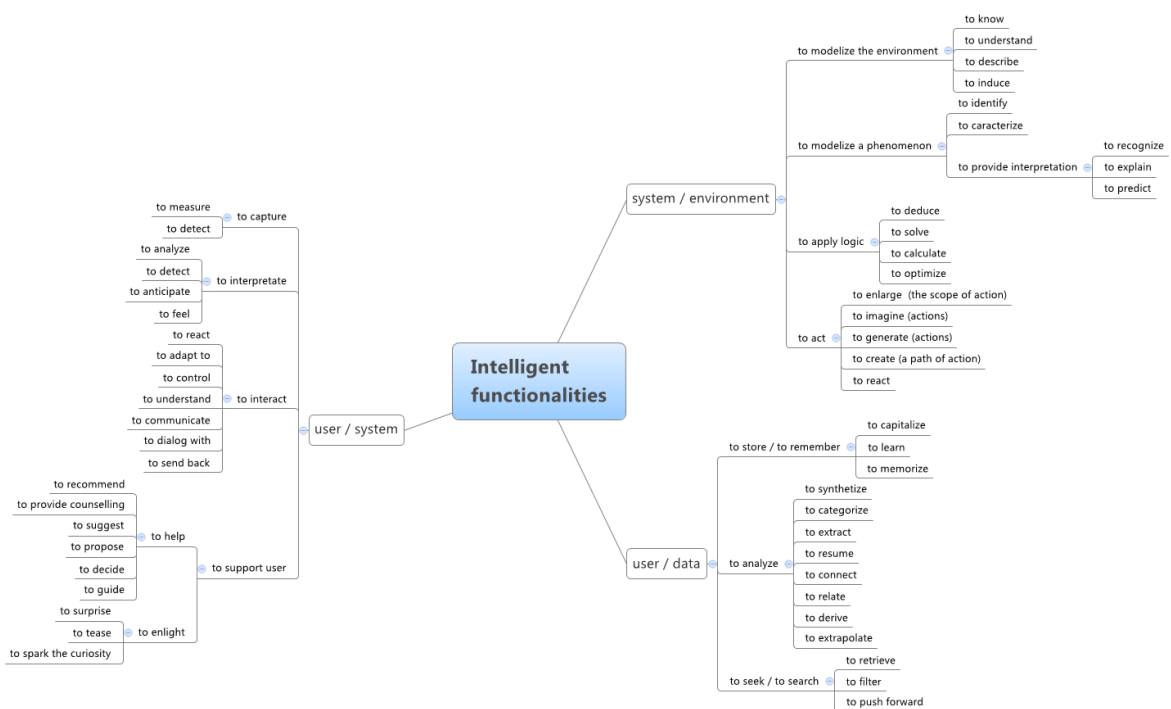 Intelligent
functionalities
system / environment
to modelize the environment
to know
to understand
to describe
to induce
to modelize a phenomenon
to identify
to caracterize
to provide interpretation
to recognize
to explain
to predict
to apply logic
to deduce
to solve
to calculate
to optimize
to act
to enlarge (the scope of action)
to imagine (actions)
to generate (actions)
to create (a path of action)
to react
user / data
to store / to remember
to capitalize
to learn
to memorize
to analyze
to synthetize
to categorize
to extract
to resume
to connect
to relate
to derive
to extrapolate
to seek / to search
to retrieve
to filter
to push forward
user / system
to capture
to measure
to detect
to interpretate
to analyze
to detect
to anticipate
to feel
to interact
to react
to adapt to
to control
to understand
to communicate
to dialog with
to send back
to support user
to help
to recommend
to provide counselling
to suggest
to propose
to decide
to guide
to enlight
to surprise
to tease
to spark the curiosity